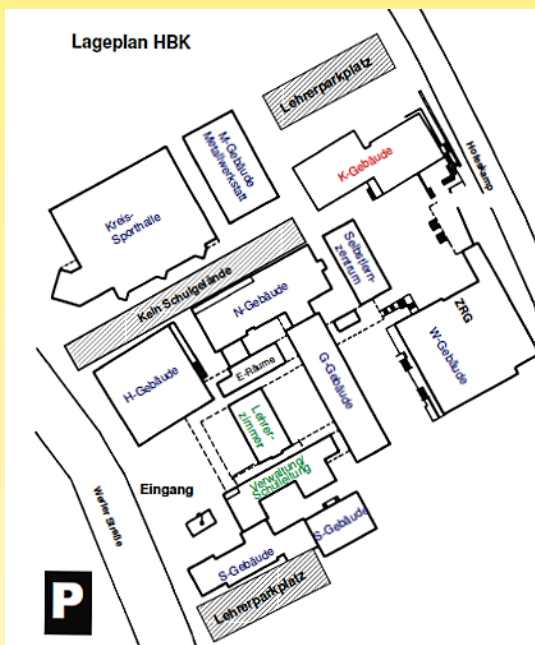 Lageplan HBK
Lehrerparkplatz
M-Gebäude
Metallwerkstatt
K-Gebäude
Hofeskamp
Kreis-
Sporthalle
Selbstlern-
zentrum
Kein Schulgelände
N-Gebäude
ZRG
W-Gebäude
H-Gebäude
E-Räume
G-Gebäude
Lehrer-
zimmer
Verwaltung/
Schulleitung
Eingang
Werler Straße
S-Gebäude
S-Gebäude
Lehrerparkplatz
P